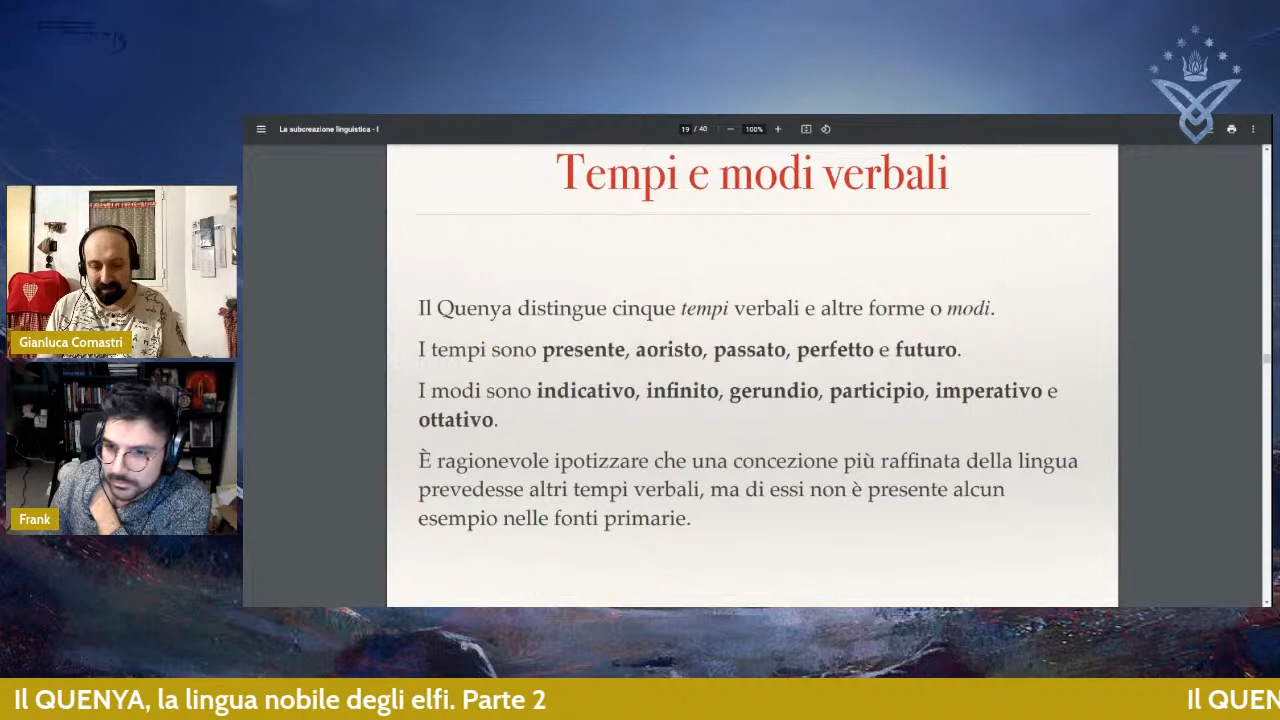 La subcreazione linguistica - I
19 / 40
100%
Tempi e modi verbali
Il Quenya distingue cinque tempi verbali e altre forme o modi.
I tempi sono presente, aoristo, passato, perfetto e futuro.
I modi sono indicativo, infinito, gerundio, participio, imperativo e
ottativo.
È ragionevole ipotizzare che una concezione più raffinata della lingua
prevedesse altri tempi verbali, ma di essi non è presente alcun
esempio nelle fonti primarie.
Gianluca Comastri
Frank
Il QUENYA, la lingua nobile degli elfi. Parte 2
Il QUEN